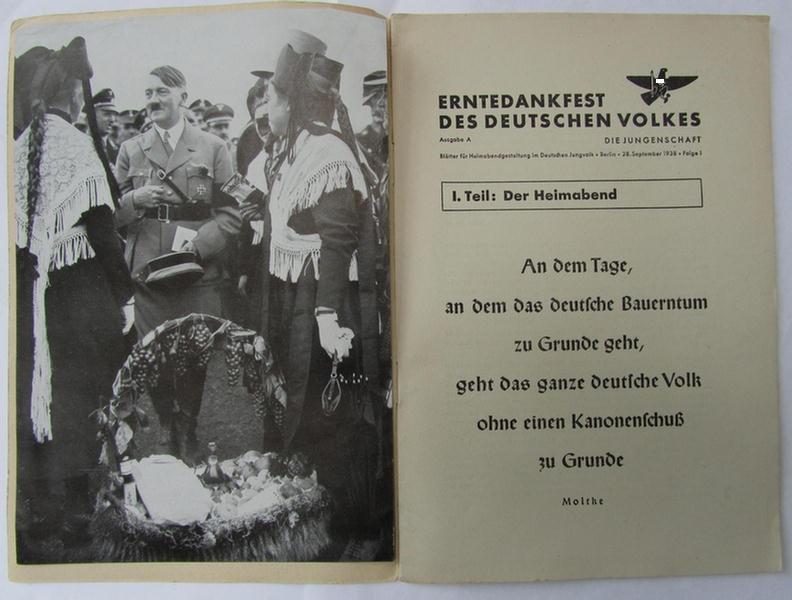 ERNTEDANKFEST
DES DEUTSCHEN VOLKES
Ausgabe A DIE JUNGENSCHAFT
Blätter für Heimabendgestaltung im Deutschen Jungvolk • Berlin • 28. September 1938 • Folge 1
I. Teil: Der Heimabend
An dem Tage,
an dem das deutſche Bauerntum
zu Grunde geht,
geht das ganze deutſche Volk
ohne einen Kanonenſchuß
zu Grunde
Moltke